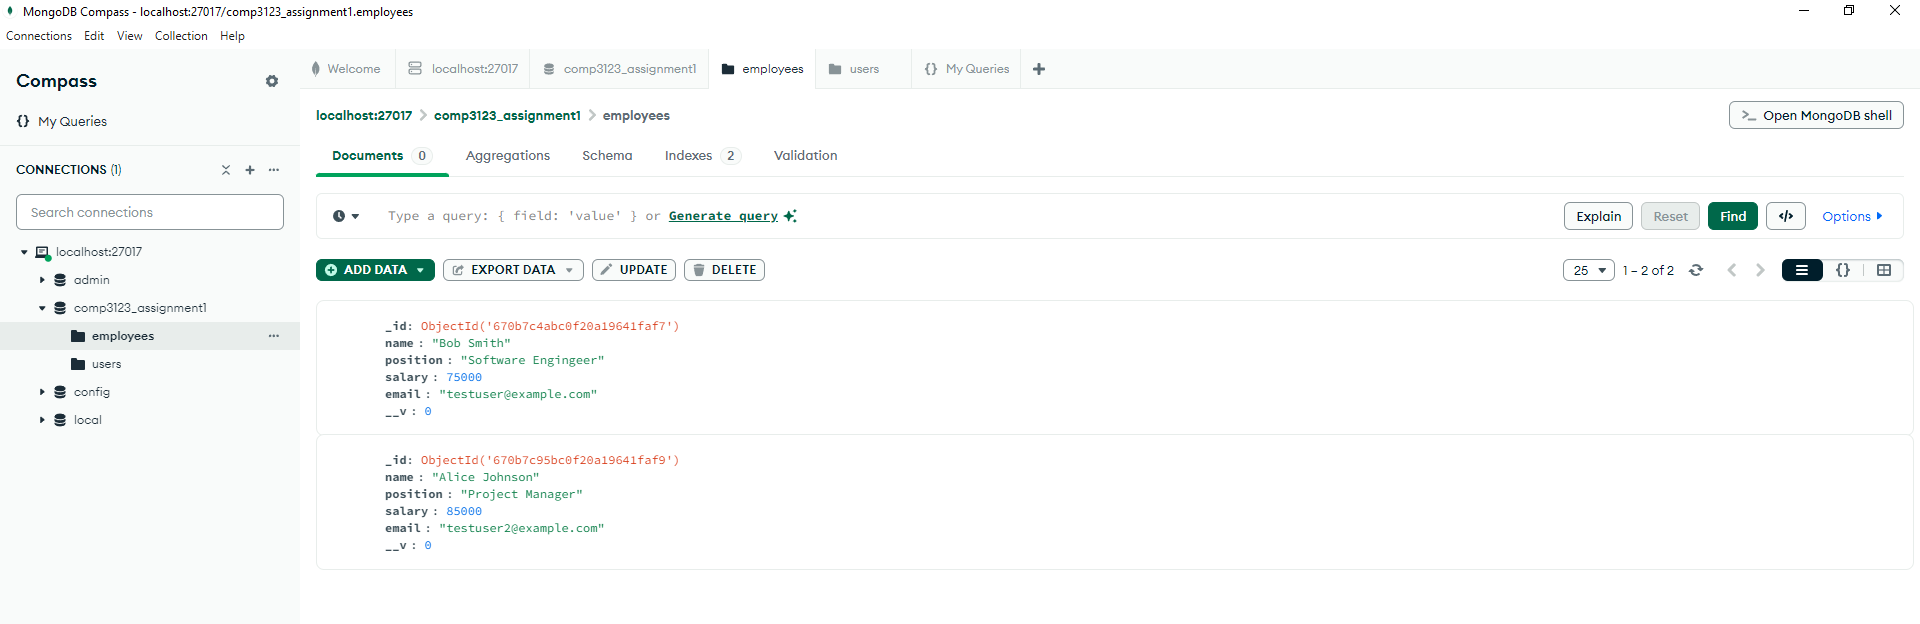 MongoDB Compass - localhost:27017/comp3123_assignment1.employees
Connections Edit View Collection Help
Compass
{} My Queries
CONNECTIONS (1)
Search connections
localhost:27017
admin
comp3123_assignment1
employees
users
config
local
Welcome localhost:27017 comp3123_assignment1 employees users {} My Queries
localhost:27017 > comp3123_assignment1 > employees
>_ Open MongoDB shell
Documents 0 Aggregations Schema Indexes 2 Validation
Type a query: { field: 'value' } or Generate query
Explain Reset Find </> Options
ADD DATA EXPORT DATA UPDATE DELETE
25 1 – 2 of 2 {}
_id: ObjectId('670b7c4abc0f20a19641faf7')
name : "Bob Smith"
position : "Software Engingeer"
salary : 75000
email : "testuser@example.com"
__v : 0
_id: ObjectId('670b7c95bc0f20a19641faf9')
name : "Alice Johnson"
position : "Project Manager"
salary : 85000
email : "testuser2@example.com"
__v : 0